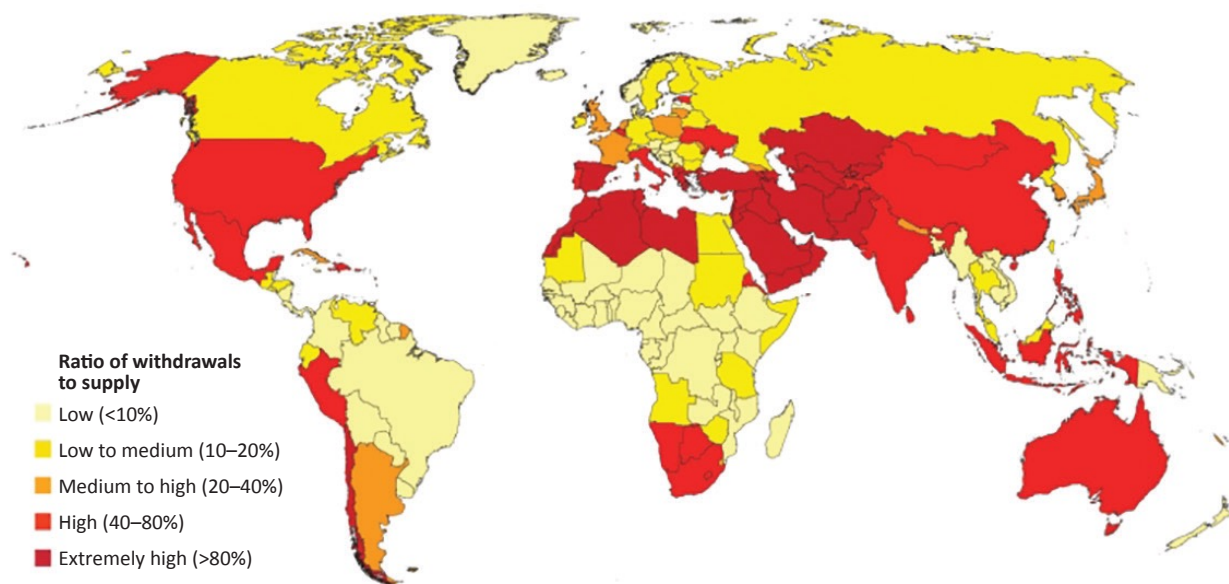 Ratio of withdrawals
to supply
Low (<10%)
Low to medium (10–20%)
Medium to high (20–40%)
High (40–80%)
Extremely high (>80%)